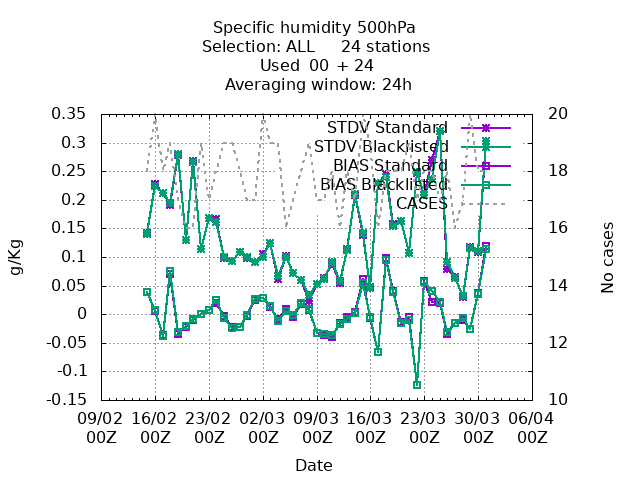 Specific humidity 500hPa
Selection: ALL     24 stations
Used  00  + 24
Averaging window: 24h
0.35
0.3
0.25
0.2
0.15
0.1
0.05
0
-0.05
-0.1
-0.15
g/Kg
STDV Standard
STDV Blacklisted
BIAS Standard
BIAS Blacklisted
CASES
20
18
16
14
12
10
No cases
09/02 16/02 23/02 02/03 09/03 16/03 23/03 30/03 06/04
00Z 00Z 00Z 00Z 00Z 00Z 00Z 00Z 00Z
Date